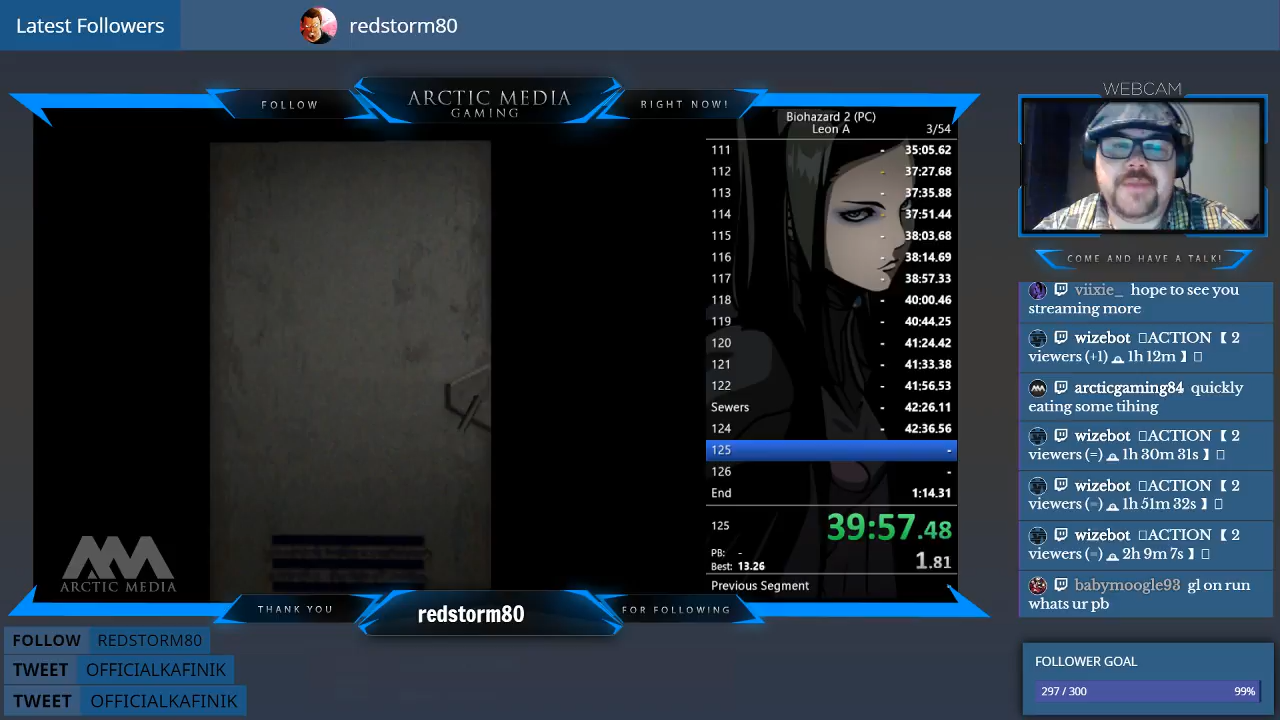 Latest Followers
redstorm80
FOLLOW
ARCTIC MEDIA
GAMING
RIGHT NOW!
WEBCAM
Biohazard 2 (PC)
Leon A 3/54
111 - 35:05.62
112 - 37:27.68
113 - 37:35.88
114 - 37:51.44
115 - 38:03.68
116 - 38:14.69
117 - 38:57.33
118 - 40:00.46
119 - 40:44.25
120 - 41:24.42
121 - 41:33.38
122 - 41:56.53
Sewers - 42:26.11
124 - 42:36.56
125 -
126 -
End 1:14.31
125 39:57.48
PB: -
Best: 13.26 1.81
Previous Segment -
COME AND HAVE A TALK!
viixie_ hope to see you
streaming more
wizebot ACTION 【 2
viewers (+1) 1h 12m 】
arcticgaming84 quickly
eating some tihing
wizebot ACTION 【 2
viewers (=) 1h 30m 31s 】
wizebot ACTION 【 2
viewers (=) 1h 51m 32s 】
wizebot ACTION 【 2
viewers (=) 2h 9m 7s 】
babymoogle93 gl on run
whats ur pb
ARCTIC MEDIA
THANK YOU
redstorm80
FOR FOLLOWING
FOLLOW REDSTORM80
TWEET OFFICIALKAFINIK
TWEET OFFICIALKAFINIK
FOLLOWER GOAL
297 / 300 99%